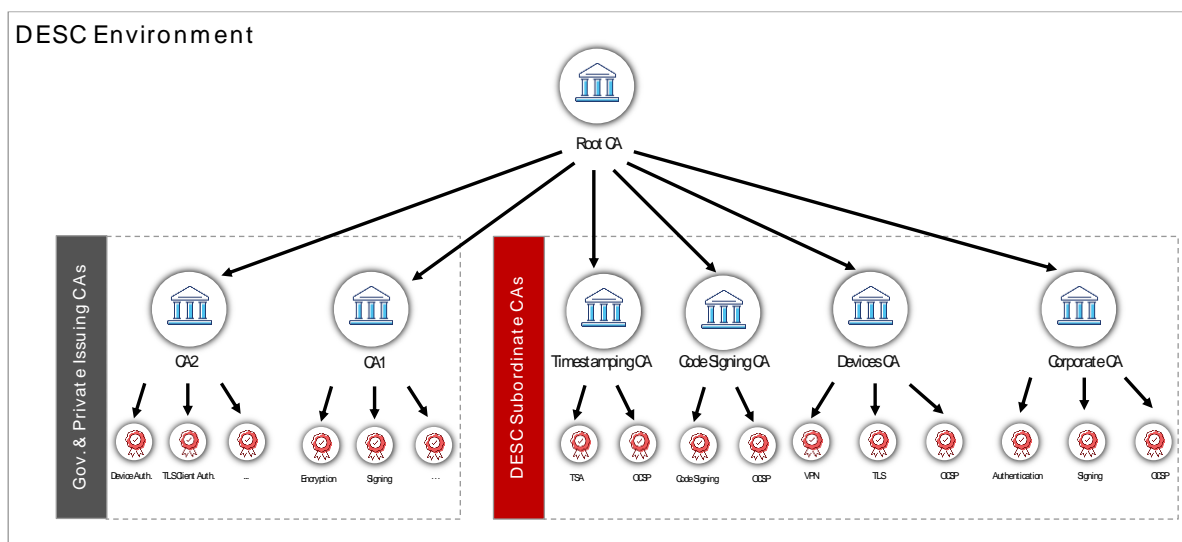 DESC Environment
Root CA
Gov. & Private Issuing CAs
CA2
CA1
Device Auth.
TLSClient Auth.
...
Encryption
Signing
...
DESC Subordinate CAs
Timestamping CA
Code Signing CA
Devices CA
Corporate CA
TSA
OCSP
Code Signing
OCSP
VPN
TLS
OCSP
Authentication
Signing
OCSP